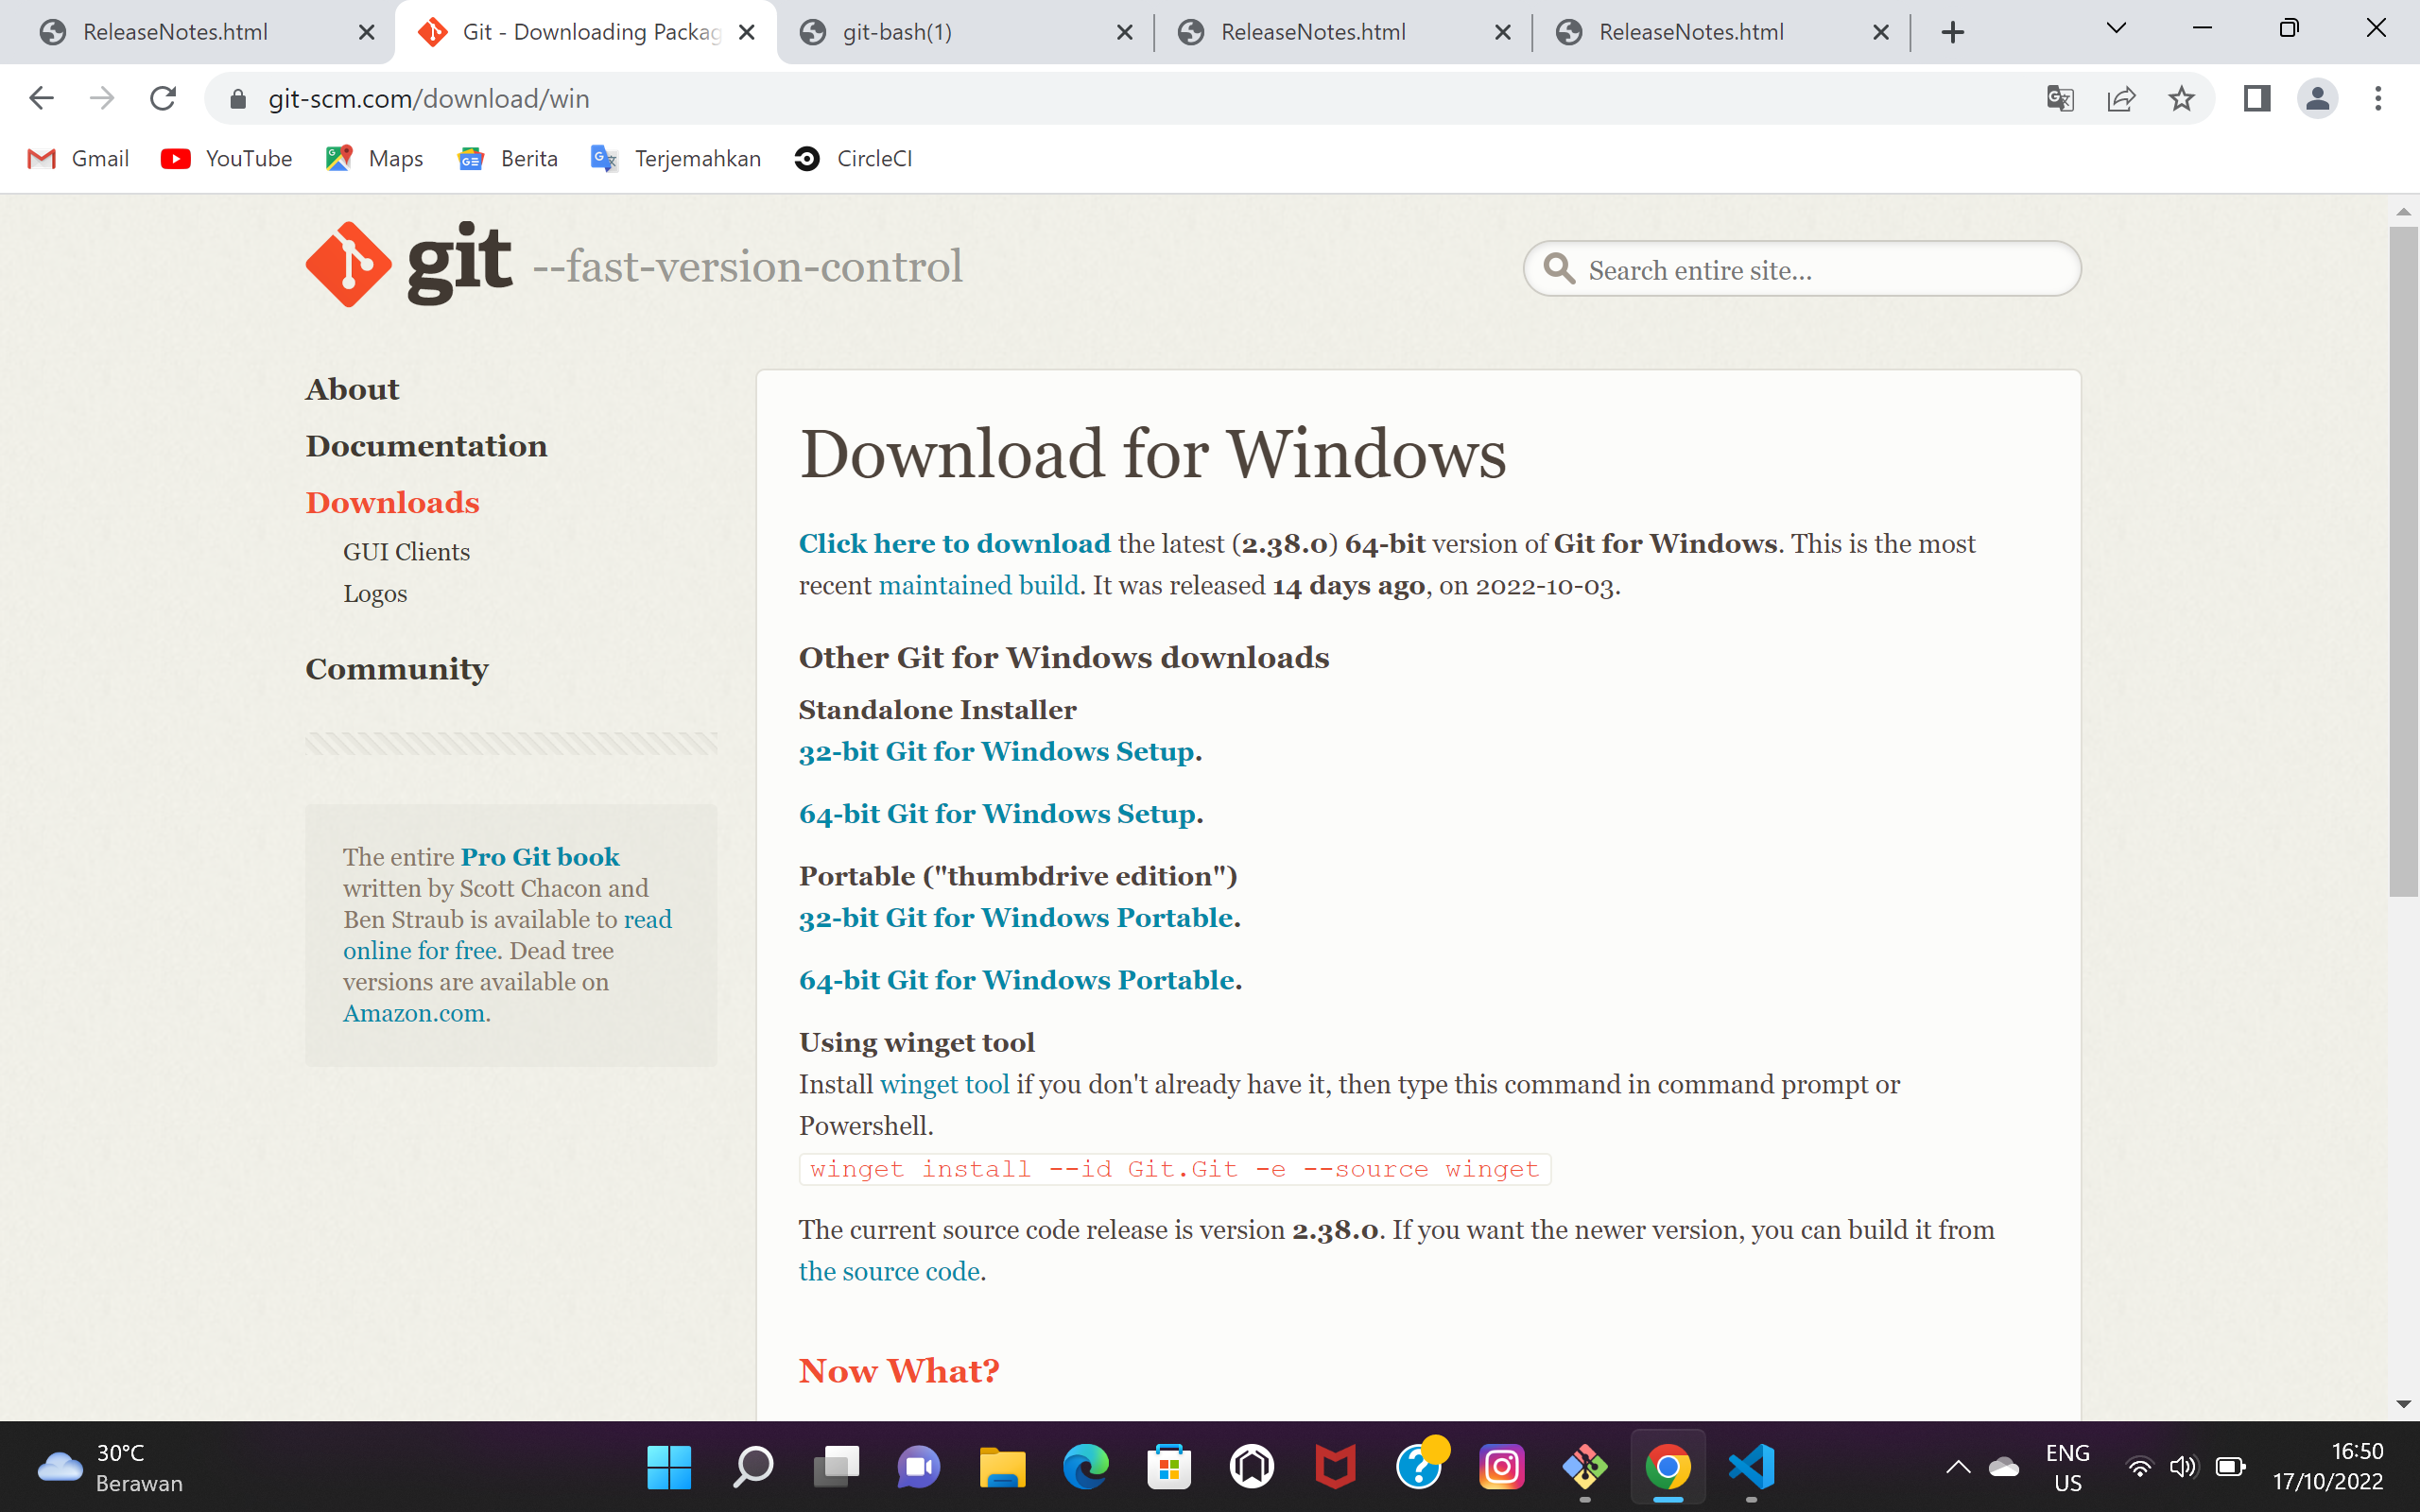 ReleaseNotes.html
Git - Downloading Packag
git-bash(1)
ReleaseNotes.html
ReleaseNotes.html
git-scm.com/download/win
Gmail
YouTube
Maps
Berita
Terjemahkan
CircleCI
git --fast-version-control
Search entire site...
About
Documentation
Downloads
GUI Clients
Logos
Community
The entire Pro Git book
written by Scott Chacon and
Ben Straub is available to read
online for free. Dead tree
versions are available on
Amazon.com.
Download for Windows
Click here to download the latest (2.38.0) 64-bit version of Git for Windows. This is the most
recent maintained build. It was released 14 days ago, on 2022-10-03.
Other Git for Windows downloads
Standalone Installer
32-bit Git for Windows Setup.
64-bit Git for Windows Setup.
Portable ("thumbdrive edition")
32-bit Git for Windows Portable.
64-bit Git for Windows Portable.
Using winget tool
Install winget tool if you don't already have it, then type this command in command prompt or
Powershell.
winget install --id Git.Git -e --source winget
The current source code release is version 2.38.0. If you want the newer version, you can build it from
the source code.
Now What?
30°C
Berawan
ENG
US
16:50
17/10/2022